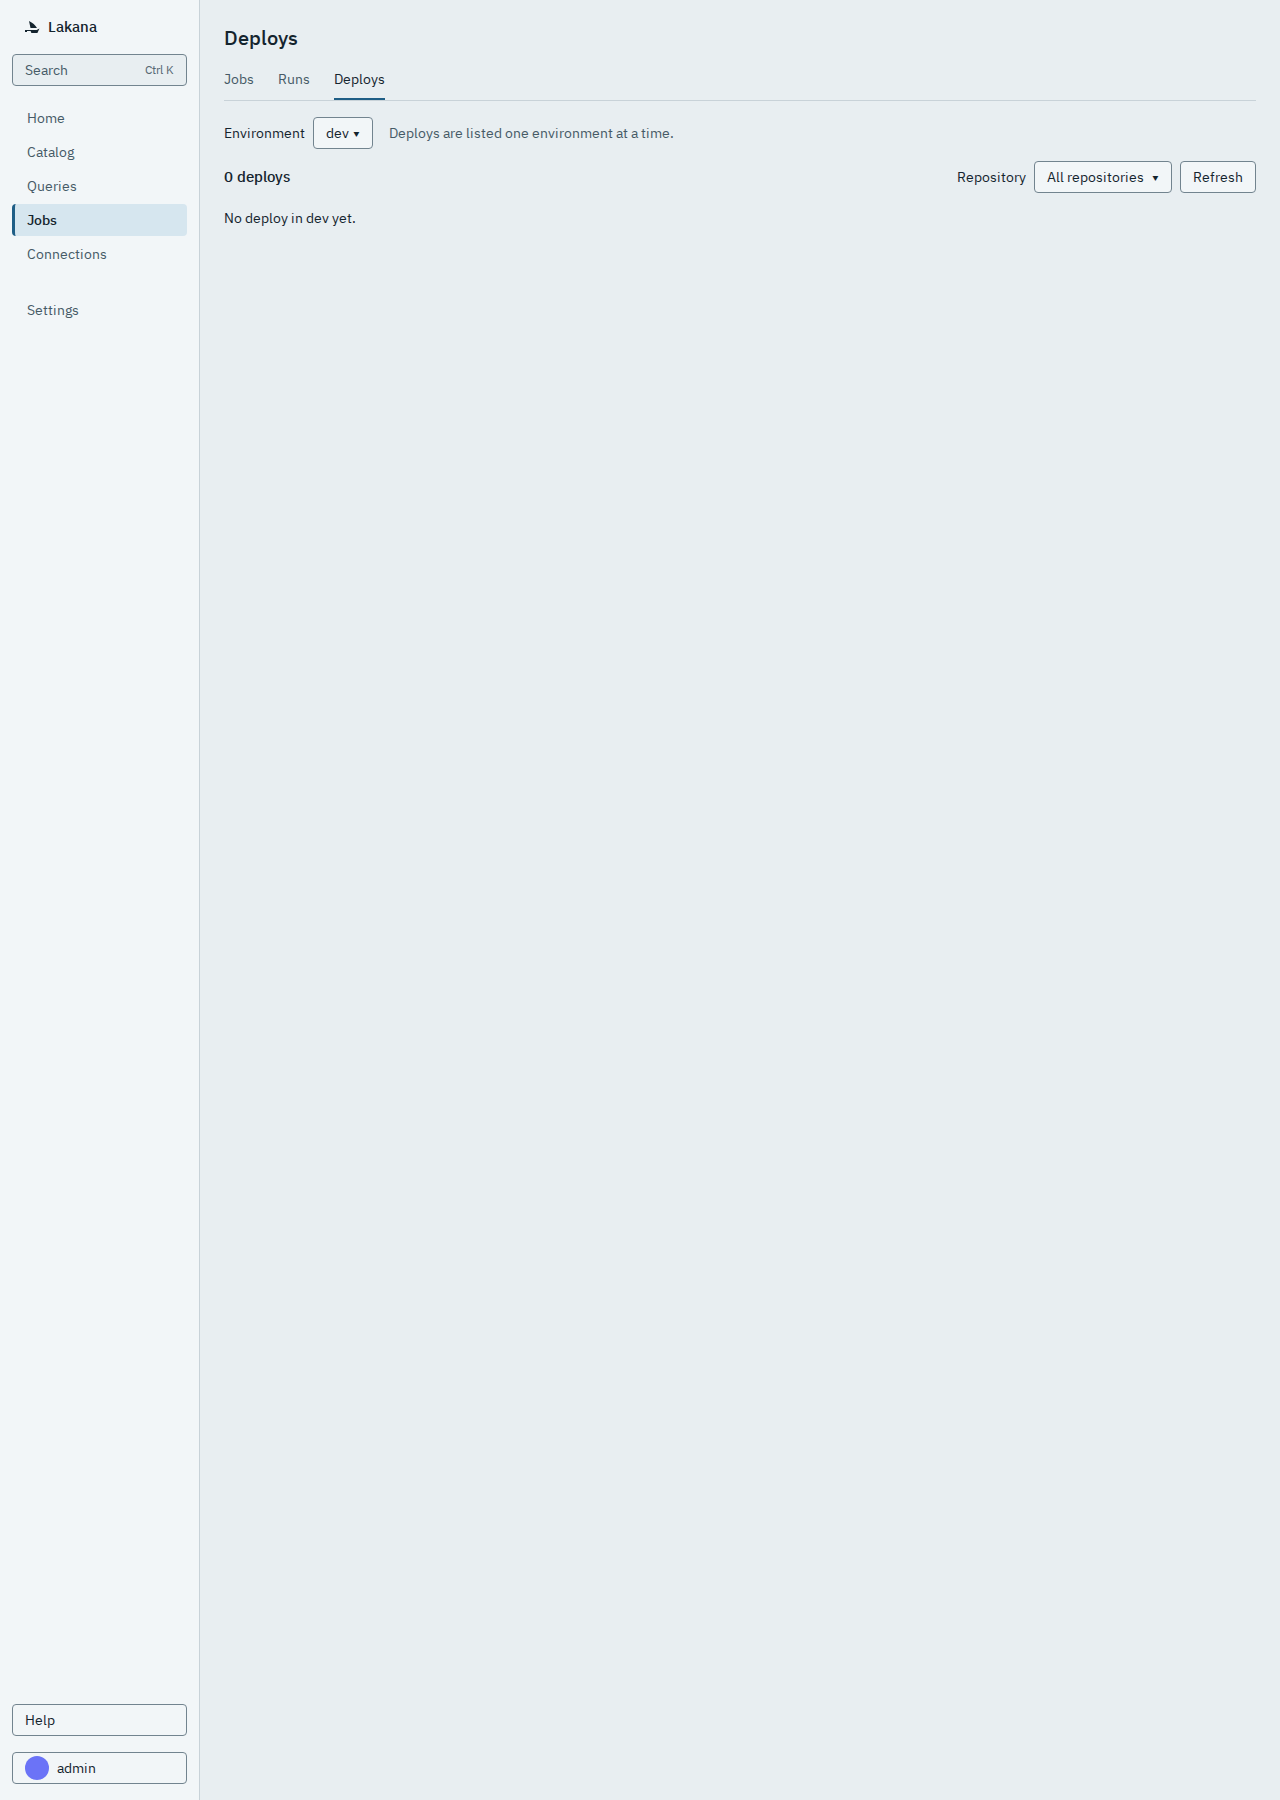 Lakana
Search Ctrl K
Home
Catalog
Queries
Jobs
Connections
Settings
Help
admin
Deploys
Jobs Runs Deploys
Environment dev ▾ Deploys are listed one environment at a time.
0 deploys Repository All repositories ▾ Refresh
No deploy in dev yet.